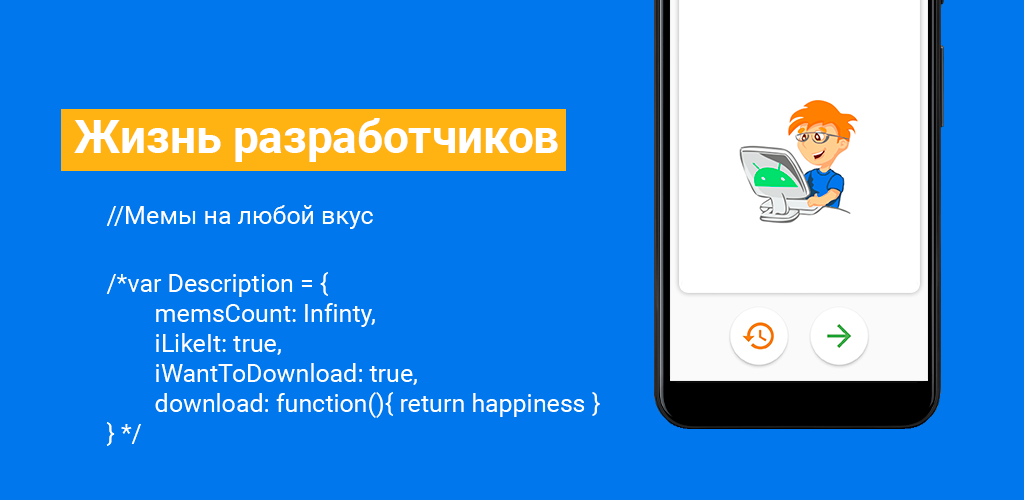 Жизнь разработчиков
//Мемы на любой вкус
/*var Description = {
memsCount: Infinty,
iLikeIt: true,
iWantToDownload: true,
download: function(){ return happiness }
} */